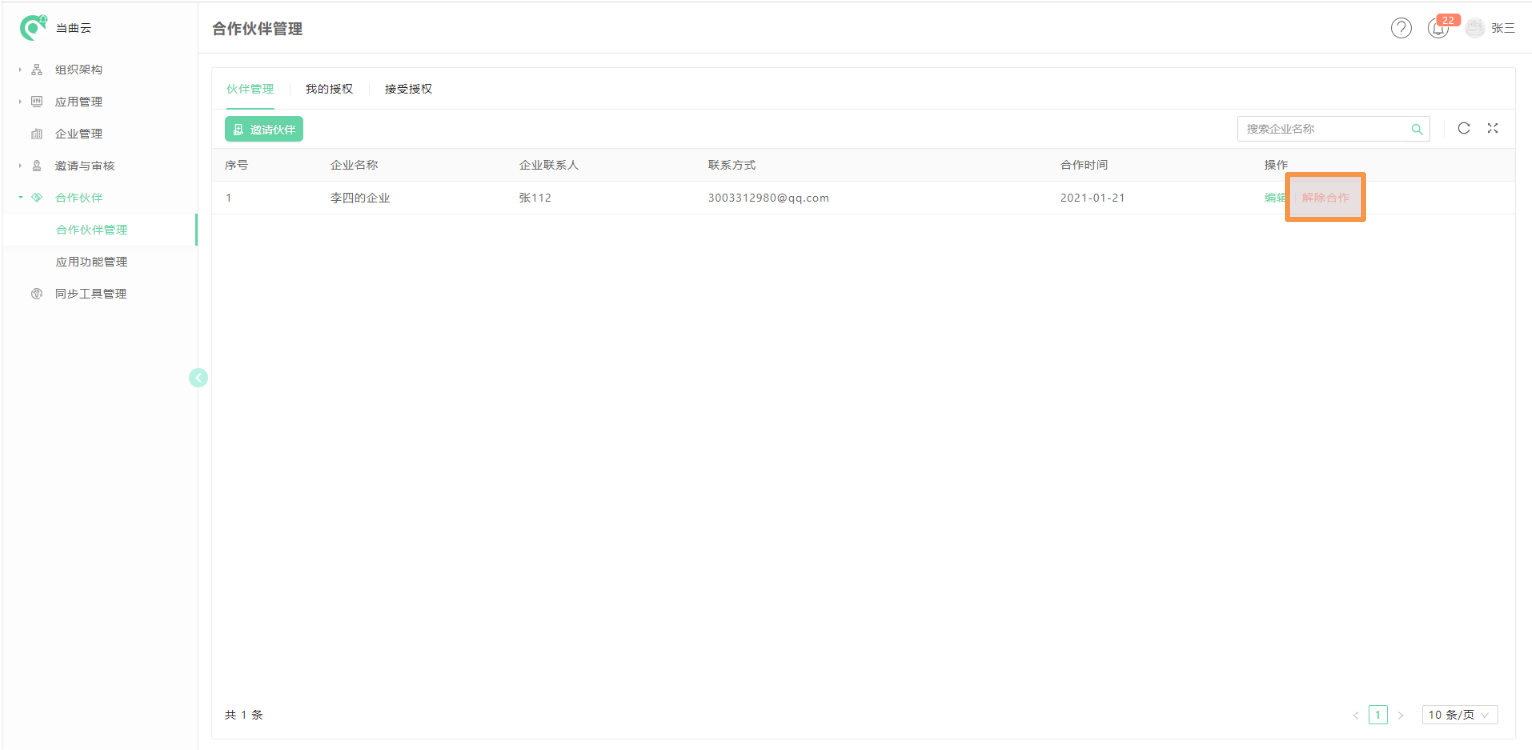 当曲云
合作伙伴管理
22
张三
组织架构
应用管理
企业管理
邀请与审核
合作伙伴
合作伙伴管理
应用功能管理
同步工具管理
伙伴管理 我的授权 接受授权
邀请伙伴
搜索企业名称
序号 企业名称 企业联系人 联系方式 合作时间 操作
1 李四的企业 张112 3003312980@qq.com 2021-01-21 编辑 解除合作
共 1 条
1
10 条/页